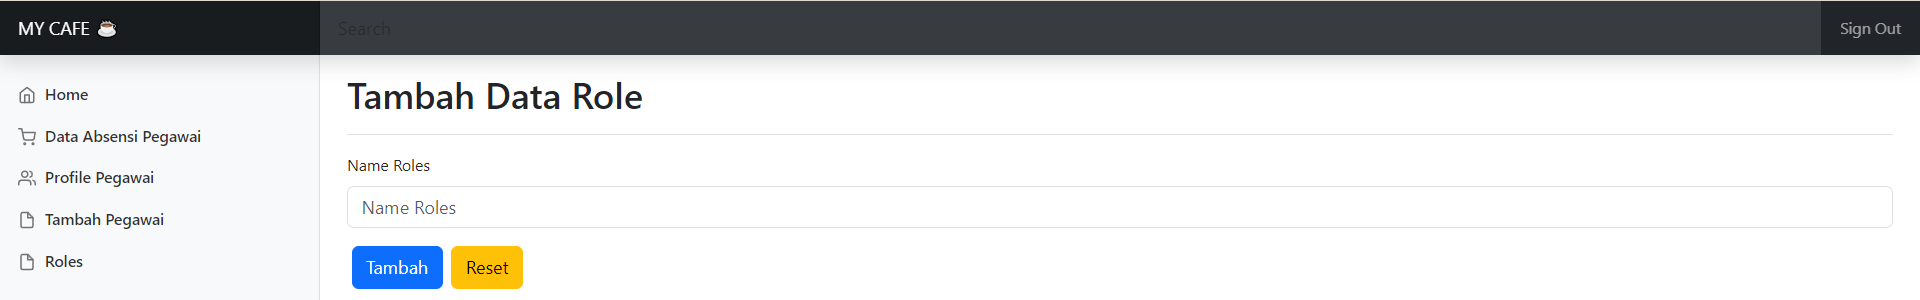 MY CAFE ☕
Search
Sign Out
Home
Data Absensi Pegawai
Profile Pegawai
Tambah Pegawai
Roles
Tambah Data Role
Name Roles
Name Roles
Tambah
Reset